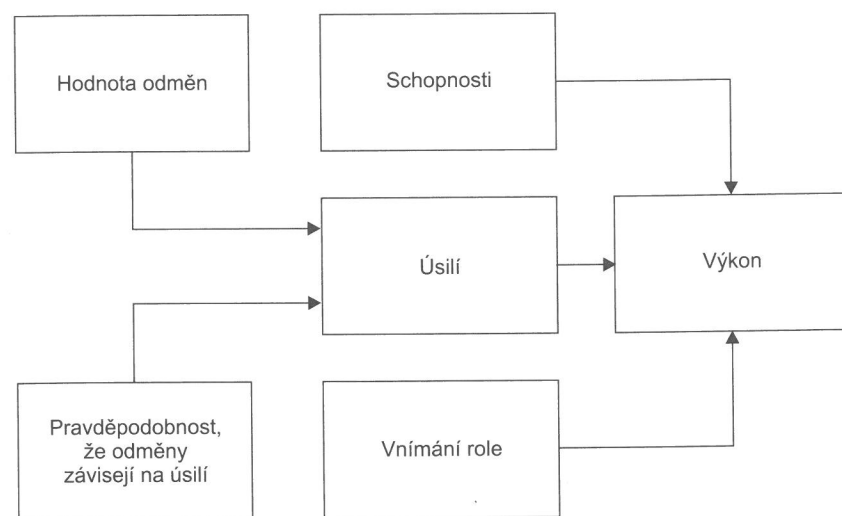 Hodnota odměn
Schopnosti
Úsilí
Výkon
Pravděpodobnost,
že odměny
závisejí na úsilí
Vnímání role